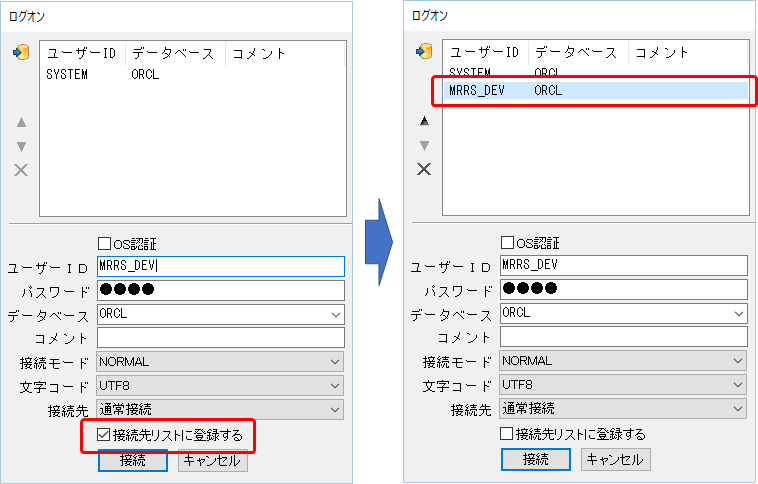 ログオン
ユーザーID データベース コメント
SYSTEM ORCL
OS認証
ユーザーＩＤ MRRS_DEV
パスワード ●●●●
データベース ORCL
コメント
接続モード NORMAL
文字コード UTF8
接続先 通常接続
接続先リストに登録する
接続 キャンセル
ログオン
ユーザーID データベース コメント
SYSTEM ORCL
MRRS_DEV ORCL
OS認証
ユーザーＩＤ MRRS_DEV
パスワード ●●●●
データベース ORCL
コメント
接続モード NORMAL
文字コード UTF8
接続先 通常接続
接続先リストに登録する
接続 キャンセル